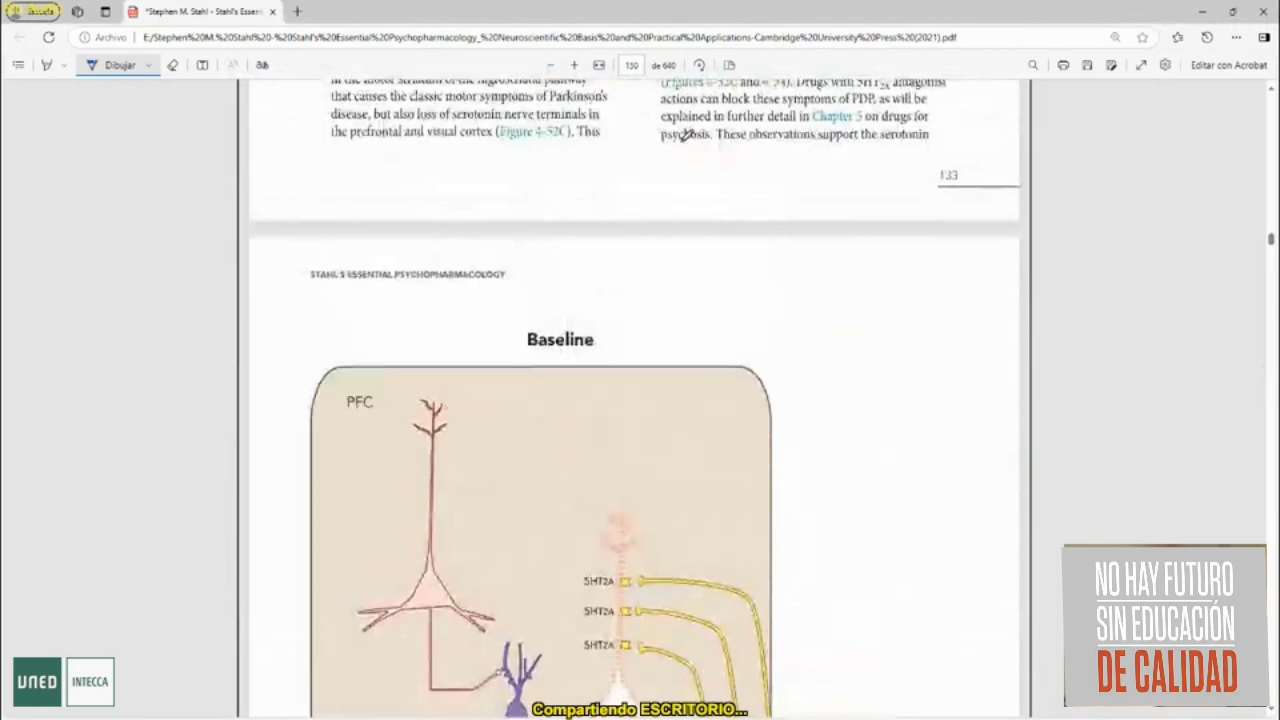 Escuela
*Stephen M. Stahl - Stahl's Essen
Archivo
E:/Stephen%20M.%20Stahl%20-%20Stahl's%20Essential%20Psychopharmacology_%20Neuroscientific%20Basis%20and%20Practical%20Applications-Cambridge%20University%20Press%20(2021).pdf
Dibujar
150
de 640
Editar con Acrobat
that causes the classic motor symptoms of Parkinson's
disease, but also loss of serotonin nerve terminals in
the prefrontal and visual cortex (Figure 4-52C). This
actions can block these symptoms of PDP, as will be
explained in further detail in Chapter 5 on drugs for
psychosis. These observations support the serotonin
133
STAHL'S ESSENTIAL PSYCHOPHARMACOLOGY
Baseline
PFC
5HT2A
5HT2A
5HT2A
NO HAY FUTURO
SIN EDUCACIÓN
DE CALIDAD
UNED
INTECCA
Compartiendo ESCRITORIO...